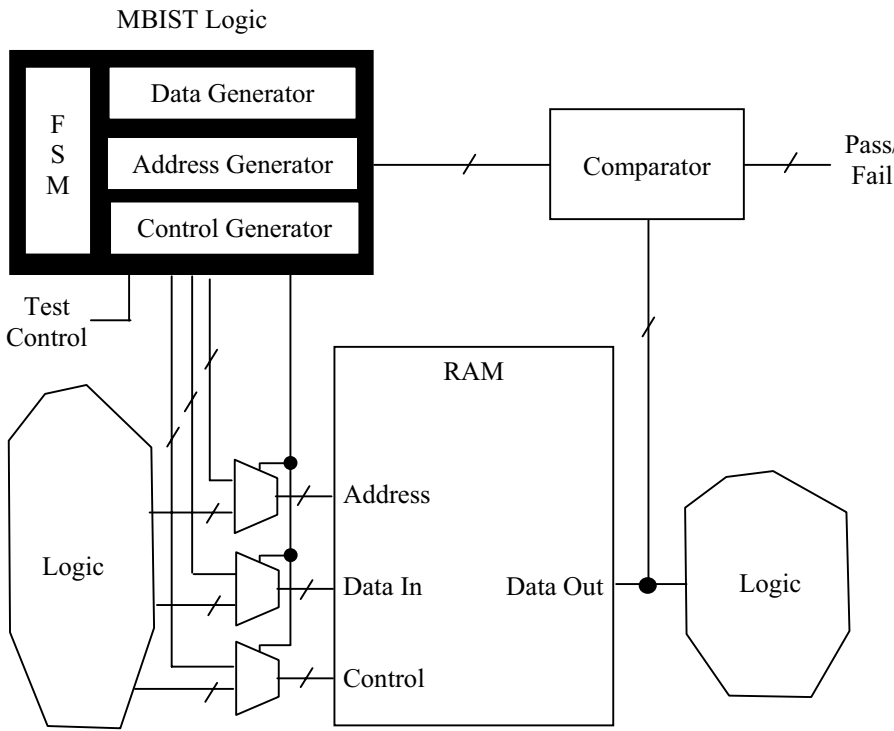 MBIST Logic
F
S
M
Data Generator
Address Generator
Control Generator
Comparator
Pass/
Fail
Test
Control
RAM
Address
Data In
Data Out
Control
Logic
Logic